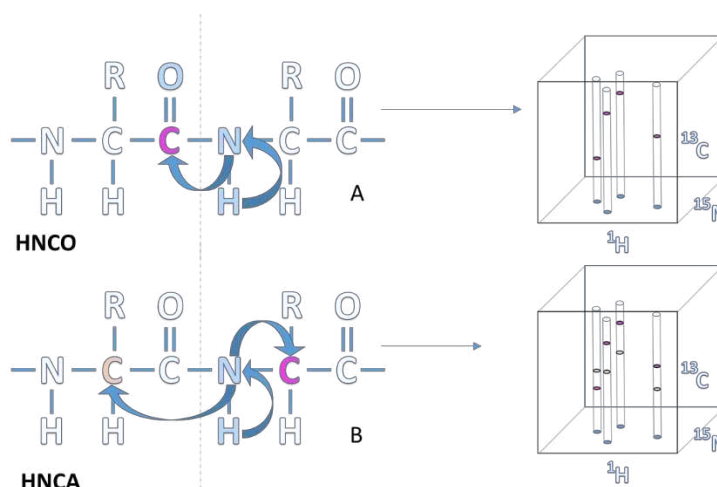 R O R O
N C C N C C
H H H H
A
HNCO
13C
15N
1H
R O R O
N C C N C C
H H H H
B
HNCA
13C
15N
1H